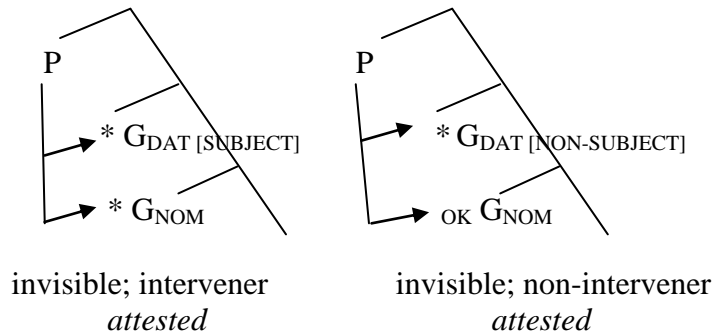 P P
* G_DAT [SUBJECT] * G_DAT [NON-SUBJECT]
* G_NOM OK G_NOM
invisible; intervener invisible; non-intervener
attested attested